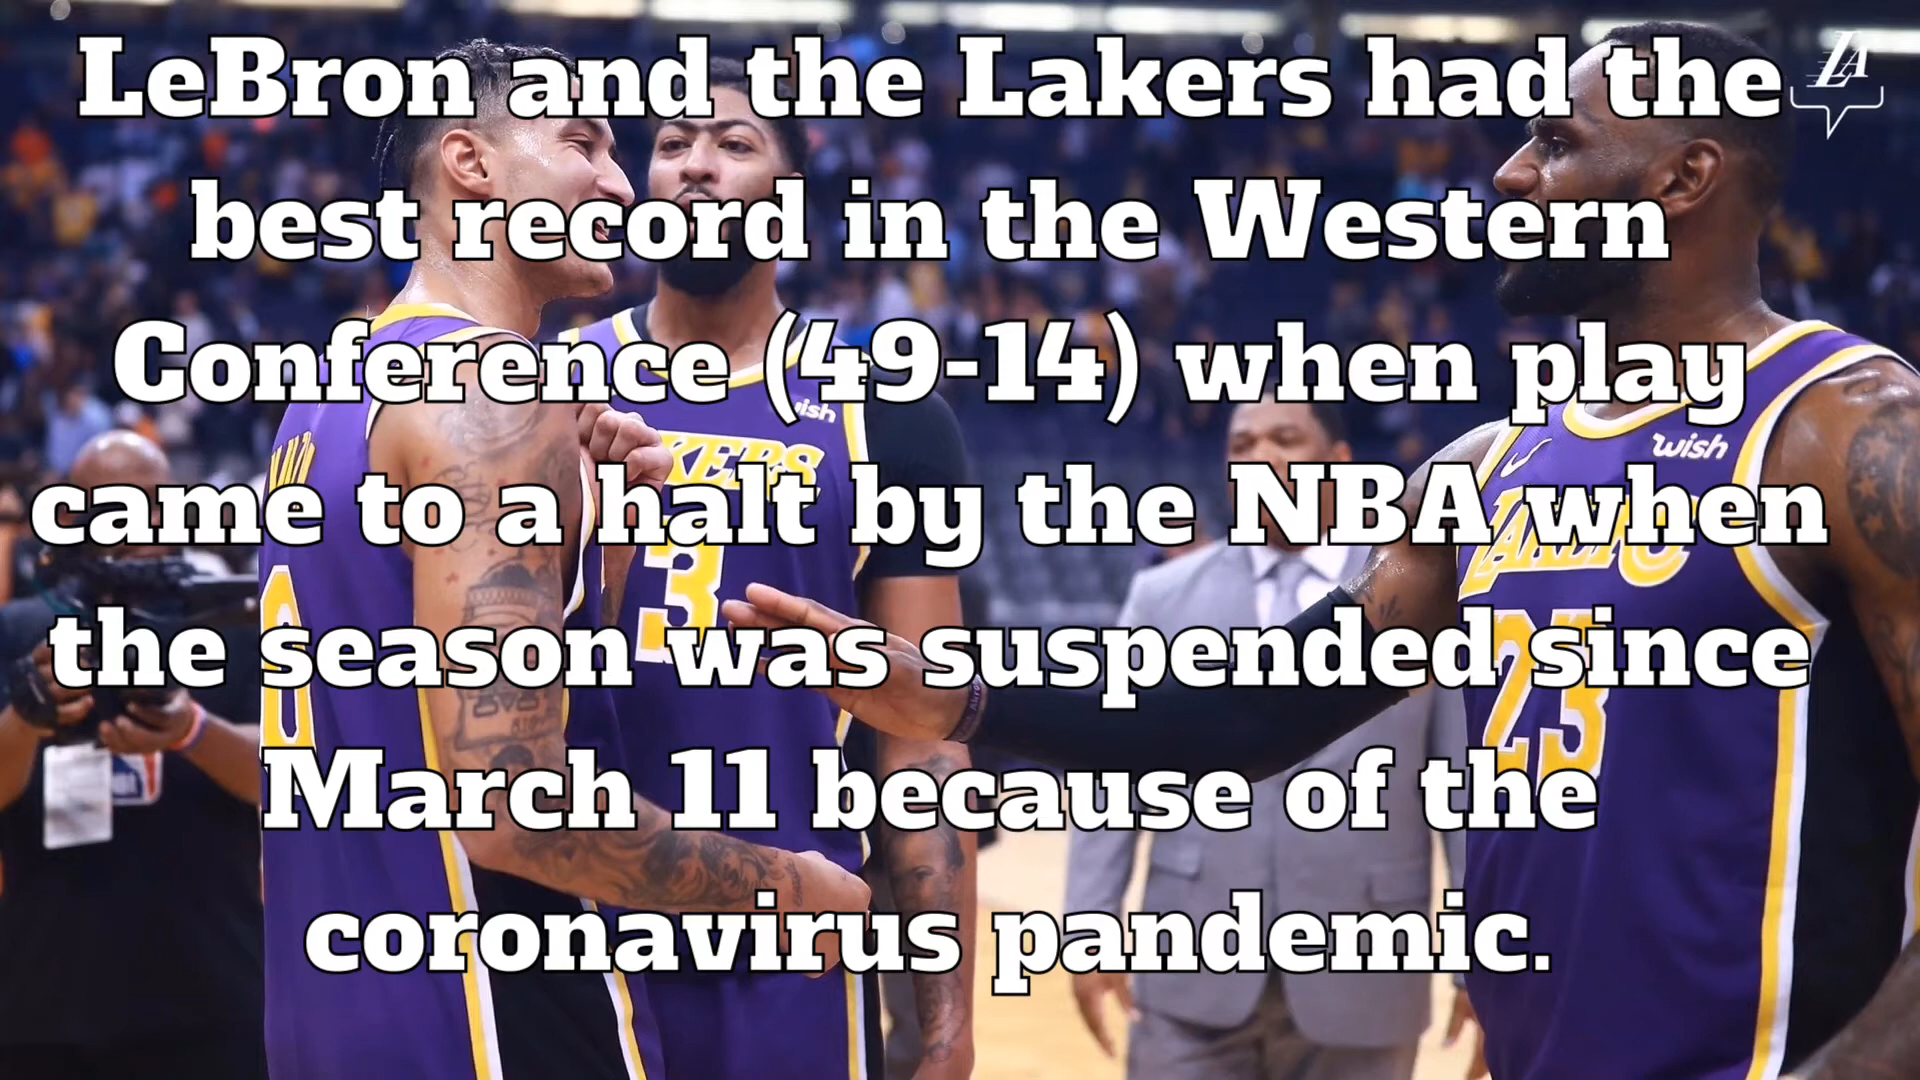 LeBron and the Lakers had the
best record in the Western
Conference (49-14) when play
came to a halt by the NBA when
the season was suspended since
March 11 because of the
coronavirus pandemic.
LA
wish
wish
LAKERS
3
23
0